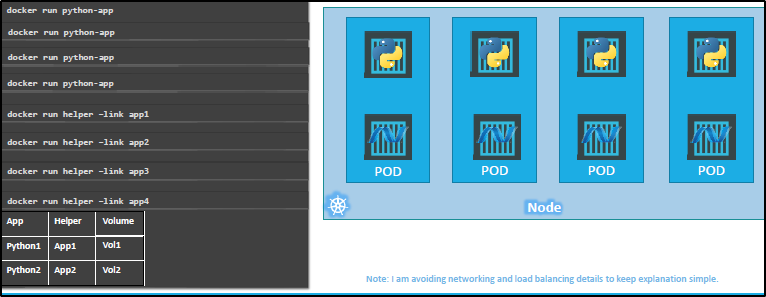 docker run python-app
docker run python-app
docker run python-app
docker run python-app
docker run helper –link app1
docker run helper –link app2
docker run helper –link app3
docker run helper –link app4
App Helper Volume
Python1 App1 Vol1
Python2 App2 Vol2
POD POD POD POD
Node
Note: I am avoiding networking and load balancing details to keep explanation simple.